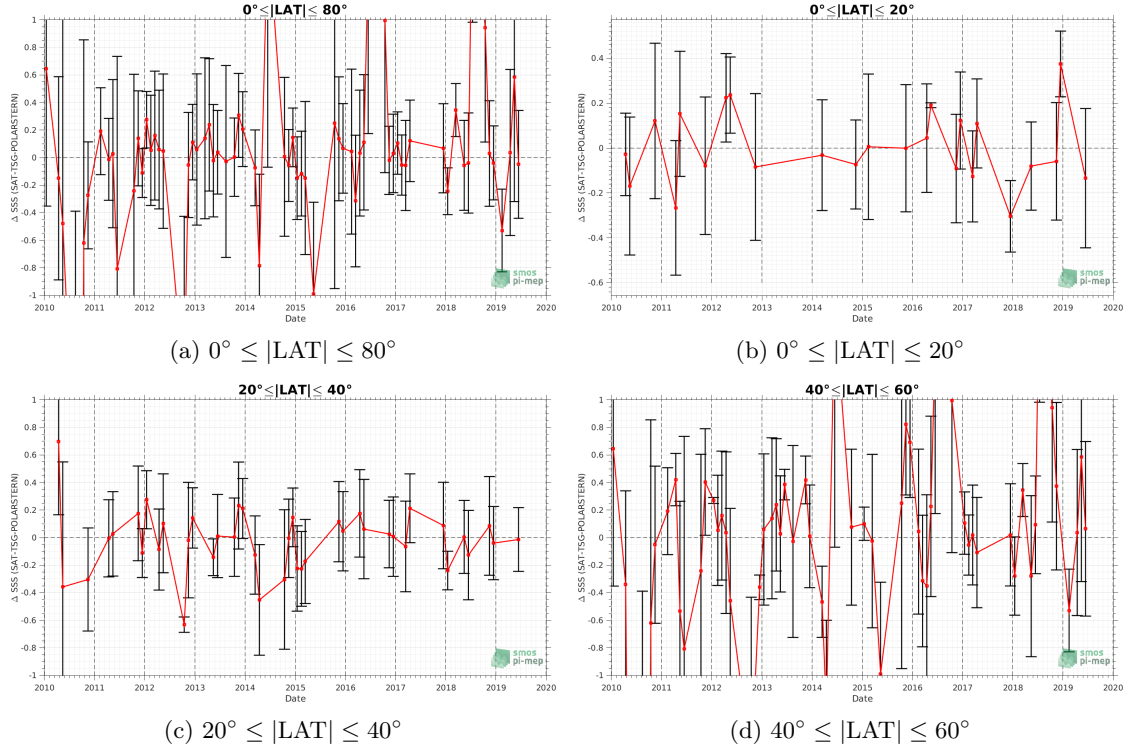 0°≤|LAT|≤ 80°
Δ SSS (SAT-TSG-POLARSTERN)
1
0.8
0.6
0.4
0.2
0
-0.2
-0.4
-0.6
-0.8
-1
2010 2011 2012 2013 2014 2015 2016 2017 2018 2019 2020
Date
smos
pi-mep
(a) 0° ≤ |LAT| ≤ 80°
0°≤|LAT|≤ 20°
Δ SSS (SAT-TSG-POLARSTERN)
0.4
0.2
0
-0.2
-0.4
-0.6
2010 2011 2012 2013 2014 2015 2016 2017 2018 2019 2020
Date
smos
pi-mep
(b) 0° ≤ |LAT| ≤ 20°
20°≤|LAT|≤ 40°
Δ SSS (SAT-TSG-POLARSTERN)
1
0.8
0.6
0.4
0.2
0
-0.2
-0.4
-0.6
-0.8
-1
2010 2011 2012 2013 2014 2015 2016 2017 2018 2019 2020
Date
smos
pi-mep
(c) 20° ≤ |LAT| ≤ 40°
40°≤|LAT|≤ 60°
Δ SSS (SAT-TSG-POLARSTERN)
1
0.8
0.6
0.4
0.2
0
-0.2
-0.4
-0.6
-0.8
-1
2010 2011 2012 2013 2014 2015 2016 2017 2018 2019 2020
Date
smos
pi-mep
(d) 40° ≤ |LAT| ≤ 60°